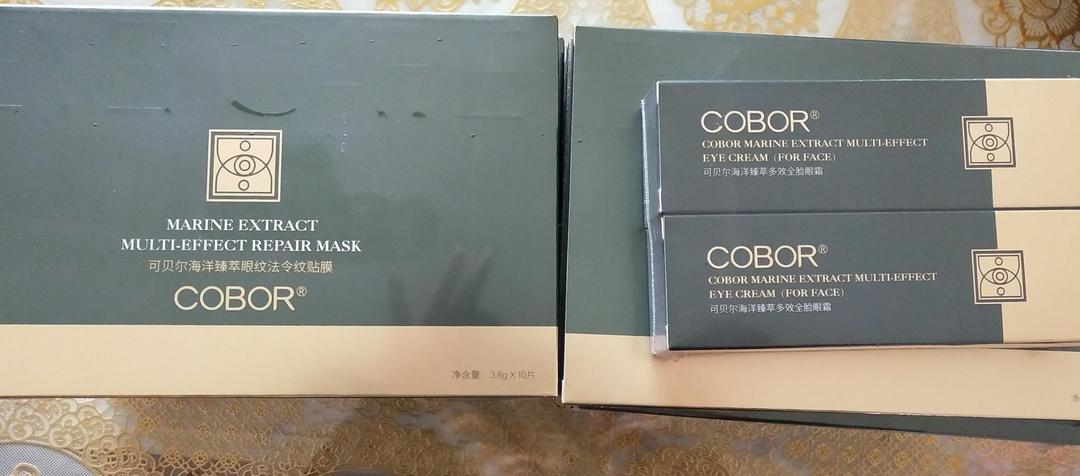 MARINE EXTRACT
MULTI-EFFECT REPAIR MASK
可贝尔海洋臻萃眼纹法令纹贴膜
COBOR®
净含量：3.8g X 10片
COBOR®
COBOR MARINE EXTRACT MULTI-EFFECT
EYE CREAM (FOR FACE)
可贝尔海洋臻萃多效全脸眼霜
COBOR®
COBOR MARINE EXTRACT MULTI-EFFECT
EYE CREAM (FOR FACE)
可贝尔海洋臻萃多效全脸眼霜
净